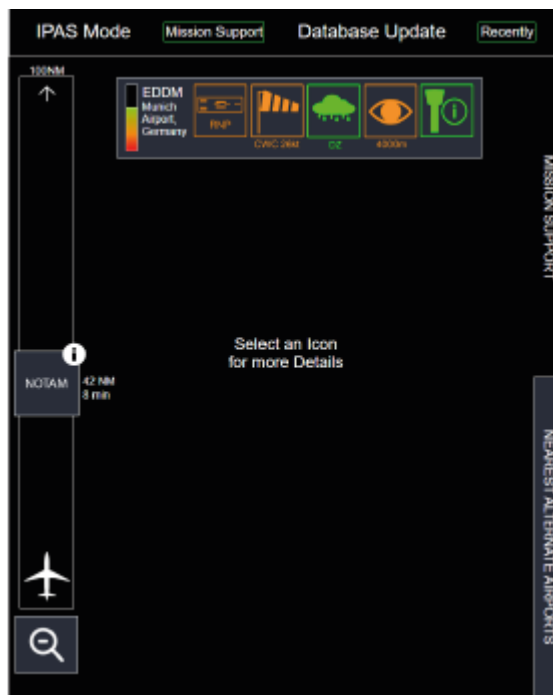 IPAS Mode
Mission Support
Database Update
Recently
100NM
EDDM
Munich
Airport,
Germany
RNP
CWC 26kt
DZ
4000m
MISSION SUPPORT
Select an Icon
for more Details
NOTAM
42 NM
8 min
NEAREST ALTERNATE AIRPORTS